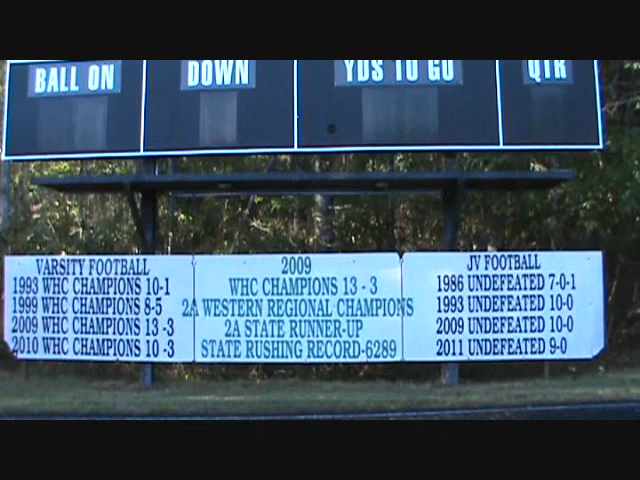 BALL ON DOWN YDS TO GO QTR
VARSITY FOOTBALL
1993 WHC CHAMPIONS 10-1
1999 WHC CHAMPIONS 8-5
2009 WHC CHAMPIONS 13 -3
2010 WHC CHAMPIONS 10 -3
2009
WHC CHAMPIONS 13 - 3
2A WESTERN REGIONAL CHAMPIONS
2A STATE RUNNER-UP
STATE RUSHING RECORD-6289
JV FOOTBALL
1986 UNDEFEATED 7-0-1
1993 UNDEFEATED 10-0
2009 UNDEFEATED 10-0
2011 UNDEFEATED 9-0